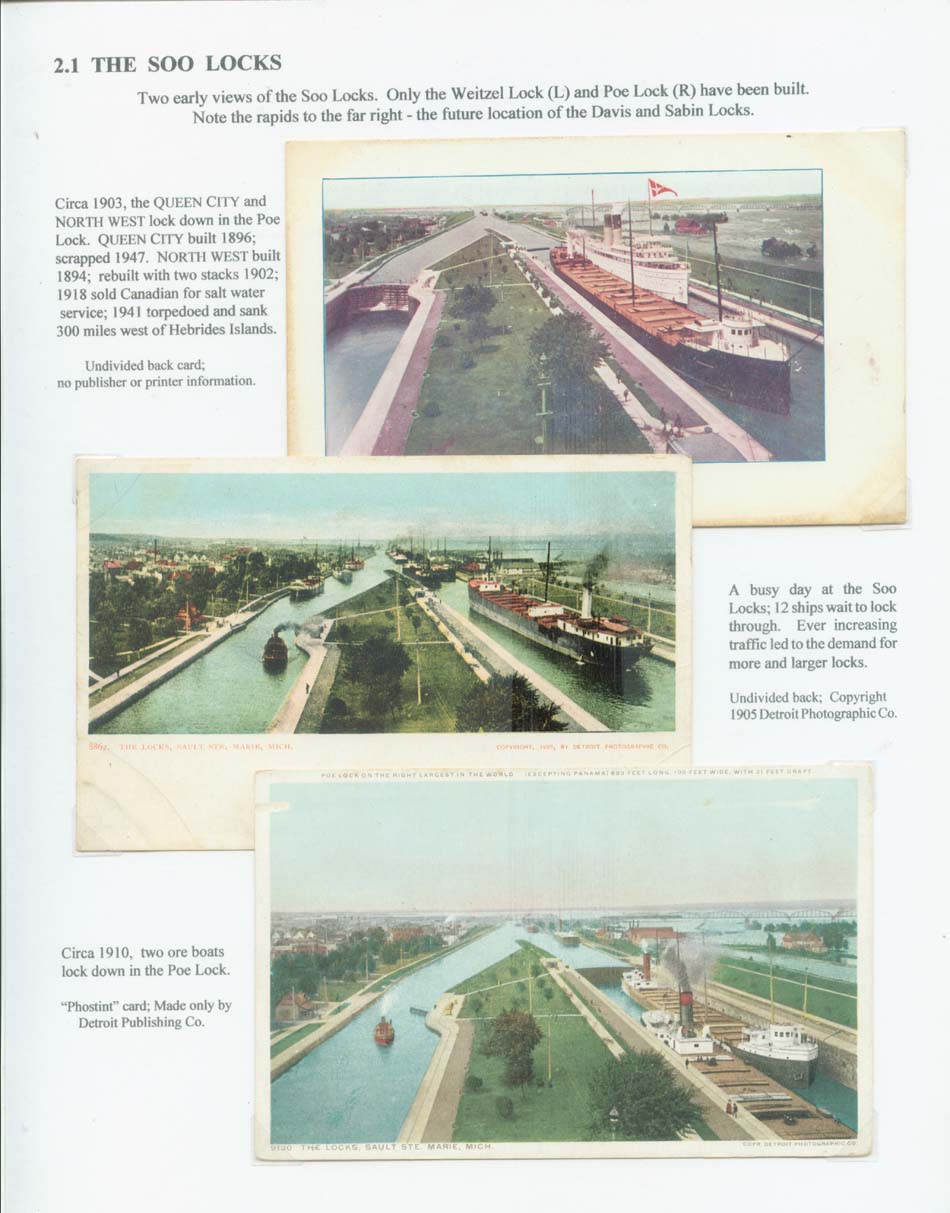 2.1 THE SOO LOCKS
Two early views of the Soo Locks. Only the Weitzel Lock (L) and Poe Lock (R) have been built.
Note the rapids to the far right - the future location of the Davis and Sabin Locks.
Circa 1903, the QUEEN CITY and
NORTH WEST lock down in the Poe
Lock. QUEEN CITY built 1896;
scrapped 1947. NORTH WEST built
1894; rebuilt with two stacks 1902;
1918 sold Canadian for salt water
service; 1941 torpedoed and sank
300 miles west of Hebrides Islands.
Undivided back card;
no publisher or printer information.
A busy day at the Soo
Locks; 12 ships wait to lock
through. Ever increasing
traffic led to the demand for
more and larger locks.
Undivided back; Copyright
1905 Detroit Photographic Co.
8867. THE LOCKS, SAULT STE. MARIE, MICH.
COPYRIGHT, 1905, BY DETROIT PHOTOGRAPHIC CO.
POE LOCK ON THE RIGHT LARGEST IN THE WORLD (EXCEPTING PANAMA) 800 FEET LONG, 100 FEET WIDE, WITH 21 FEET DRAFT
Circa 1910, two ore boats
lock down in the Poe Lock.
"Phostint" card; Made only by
Detroit Publishing Co.
9130 THE LOCKS, SAULT STE. MARIE, MICH.
COPR. DETROIT PHOTOGRAPHIC CO